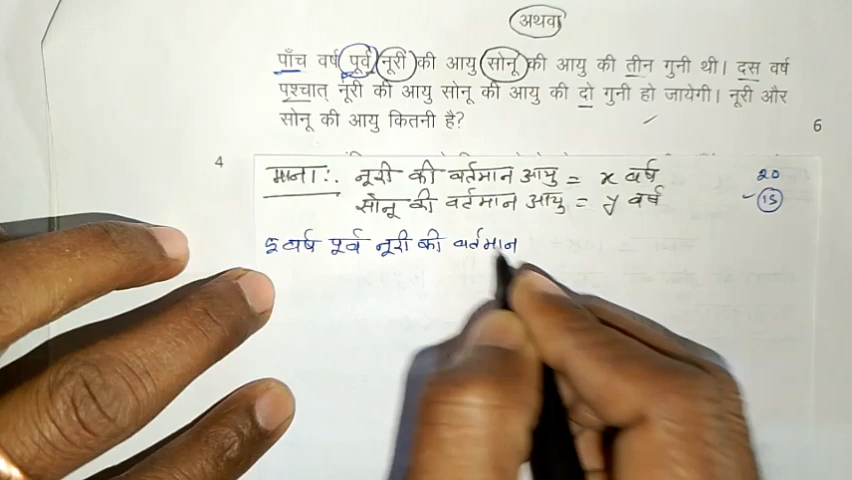 अथवा
पाँच वर्ष पूर्व नूरी की आयु सोनू की आयु की तीन गुनी थी। दस वर्ष
पश्चात् नूरी की आयु सोनू की आयु की दो गुनी हो जायेगी। नूरी और
सोनू की आयु कितनी है?
6
4
माना:. नूरी की वर्तमान आयु = x वर्ष
20
सोनू की वर्तमान आयु = y वर्ष
15
5 वर्ष पूर्व नूरी की वर्तमान